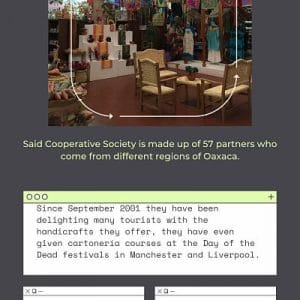 Said Cooperative Society is made up of 57 partners who
come from different regions of Oaxaca.
Since September 2001 they have been
delighting many tourists with the
handicrafts they offer, they have even
given cartoneria courses at the Day of the
Dead festivals in Manchester and Liverpool.